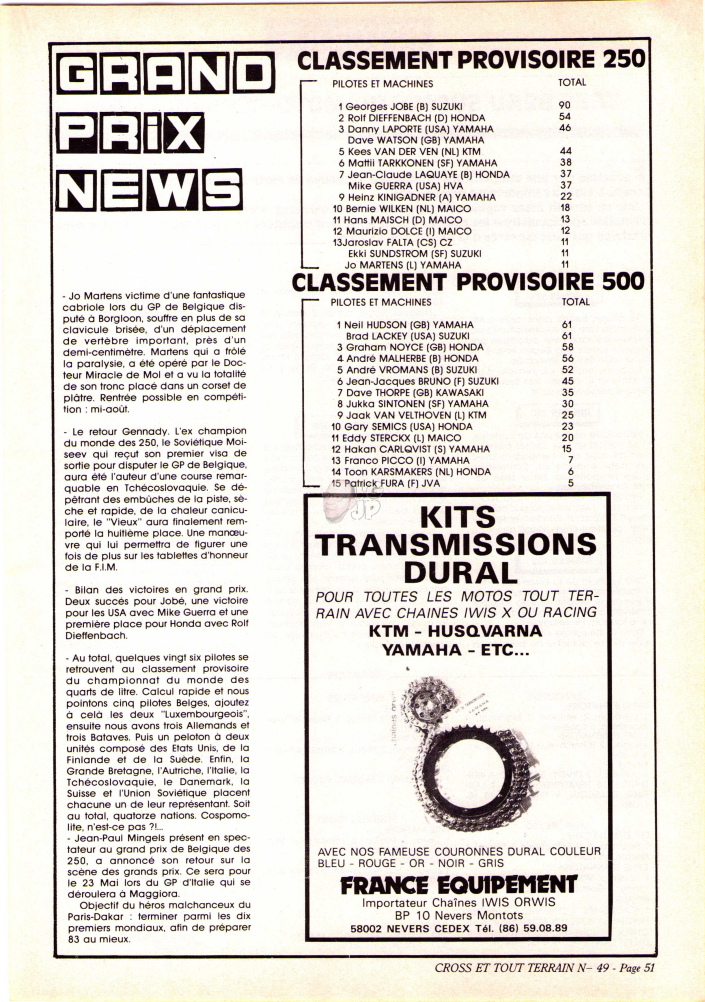 GRAND
PRIX
NEWS
- Jo Martens victime d'une fantastique
cabriole lors du GP de Belgique dis-
puté à Borgloon, souffre en plus de sa
clavicule brisée, d'un déplacement
de vertèbre important, près d'un
demi-centimètre. Martens qui a frôlé
la paralysie, a été opéré par le Doc-
teur Miracle de Mol et a vu la totalité
de son tronc placé dans un corset de
plâtre. Rentrée possible en compéti-
tion : mi-août.
- Le retour Gennady. L'ex champion
du monde des 250, le Soviétique Moi-
seev qui reçut son premier visa de
sortie pour disputer le GP de Belgique,
aura été l'auteur d'une course remar-
quable en Tchécoslovaquie. Se dé-
pêtrant des embûches de la piste, sè-
che et rapide, de la chaleur canicu-
laire, le "Vieux" aura finalement rem-
porté la huitième place. Une manœu-
vre qui lui permettra de figurer une
fois de plus sur les tablettes d'honneur
de la F.I.M.
- Bilan des victoires en grand prix.
Deux succès pour Jobé, une victoire
pour les USA avec Mike Guerra et une
première place pour Honda avec Rolf
Dieffenbach.
- Au total, quelques vingt six pilotes se
retrouvent au classement provisoire
du championnat du monde des
quarts de litre. Calcul rapide et nous
pointons cinq pilotes Belges, ajoutez
à celà les deux "Luxembourgeois",
ensuite nous avons trois Allemands et
trois Bataves. Puis un peloton à deux
unités composé des Etats Unis, de la
Finlande et de la Suède. Enfin, la
Grande Bretagne, l'Autriche, l'Italie, la
Tchécoslovaquie, le Danemark, la
Suisse et l'Union Soviétique placent
chacune un de leur représentant. Soit
au total, quatorze nations. Cospomo-
lite, n'est-ce pas ?!...
- Jean-Paul Mingels présent en spec-
tateur au grand prix de Belgique des
250, a annoncé son retour sur la
scène des grands prix. Ce sera pour
le 23 Mai lors du GP d'Italie qui se
déroulera à Maggiora.
Objectif du héros malchanceux du
Paris-Dakar : terminer parmi les dix
premiers mondiaux, afin de préparer
83 au mieux.
CLASSEMENT PROVISOIRE 250
PILOTES ET MACHINES TOTAL
1 Georges JOBE (B) SUZUKI 90
2 Rolf DIEFFENBACH (D) HONDA 54
3 Danny LAPORTE (USA) YAMAHA 46
Dave WATSON (GB) YAMAHA
5 Kees VAN DER VEN (NL) KTM 44
6 Mattii TARKKONEN (SF) YAMAHA 38
7 Jean-Claude LAQUAYE (B) HONDA 37
Mike GUERRA (USA) HVA 37
9 Heinz KINIGADNER (A) YAMAHA 22
10 Bernie WILKEN (NL) MAICO 18
11 Hans MAISCH (D) MAICO 13
12 Maurizio DOLCE (I) MAICO 12
13Jaroslav FALTA (CS) CZ 11
Ekki SUNDSTROM (SF) SUZUKI 11
Jo MARTENS (L) YAMAHA 11
CLASSEMENT PROVISOIRE 500
PILOTES ET MACHINES TOTAL
1 Neil HUDSON (GB) YAMAHA 61
Brad LACKEY (USA) SUZUKI 61
3 Graham NOYCE (GB) HONDA 58
4 André MALHERBE (B) HONDA 56
5 André VROMANS (B) SUZUKI 52
6 Jean-Jacques BRUNO (F) SUZUKI 45
7 Dave THORPE (GB) KAWASAKI 35
8 Jukka SINTONEN (SF) YAMAHA 30
9 Jaak VAN VELTHOVEN (L) KTM 25
10 Gary SEMICS (USA) HONDA 23
11 Eddy STERCKX (L) MAICO 20
12 Hakan CARLQVIST (S) YAMAHA 15
13 Franco PICCO (I) YAMAHA 7
14 Toon KARSMAKERS (NL) HONDA 6
15 Patrick FURA (F) JVA 5
JP
KITS
TRANSMISSIONS
DURAL
POUR TOUTES LES MOTOS TOUT TER-
RAIN AVEC CHAINES IWIS X OU RACING
KTM - HUSQVARNA
YAMAHA - ETC...
AVEC NOS FAMEUSE COURONNES DURAL COULEUR
BLEU - ROUGE - OR - NOIR - GRIS
FRANCE EQUIPEMENT
Importateur Chaînes IWIS ORWIS
BP 10 Nevers Montots
58002 NEVERS CEDEX Tél. (86) 59.08.89
CROSS ET TOUT TERRAIN N– 49 - Page 51